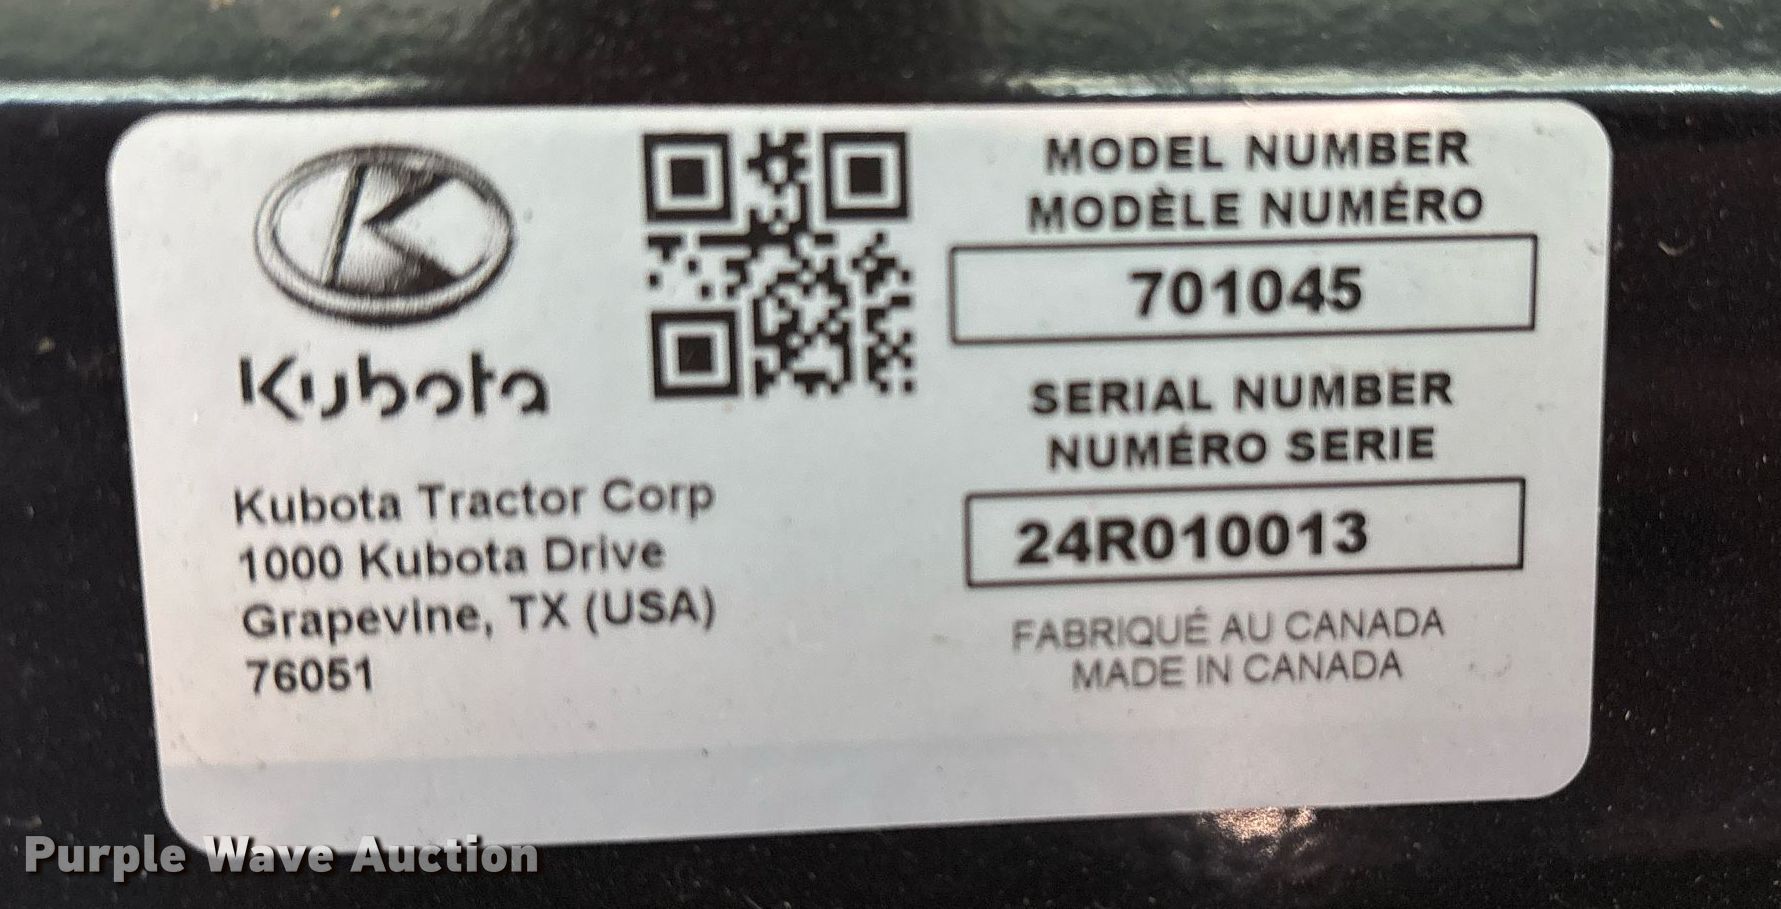 Kubota
Kubota Tractor Corp
1000 Kubota Drive
Grapevine, TX (USA)
76051
MODEL NUMBER
MODÈLE NUMÉRO
701045
SERIAL NUMBER
NUMÉRO SERIE
24R010013
FABRIQUÉ AU CANADA
MADE IN CANADA
Purple Wave Auction